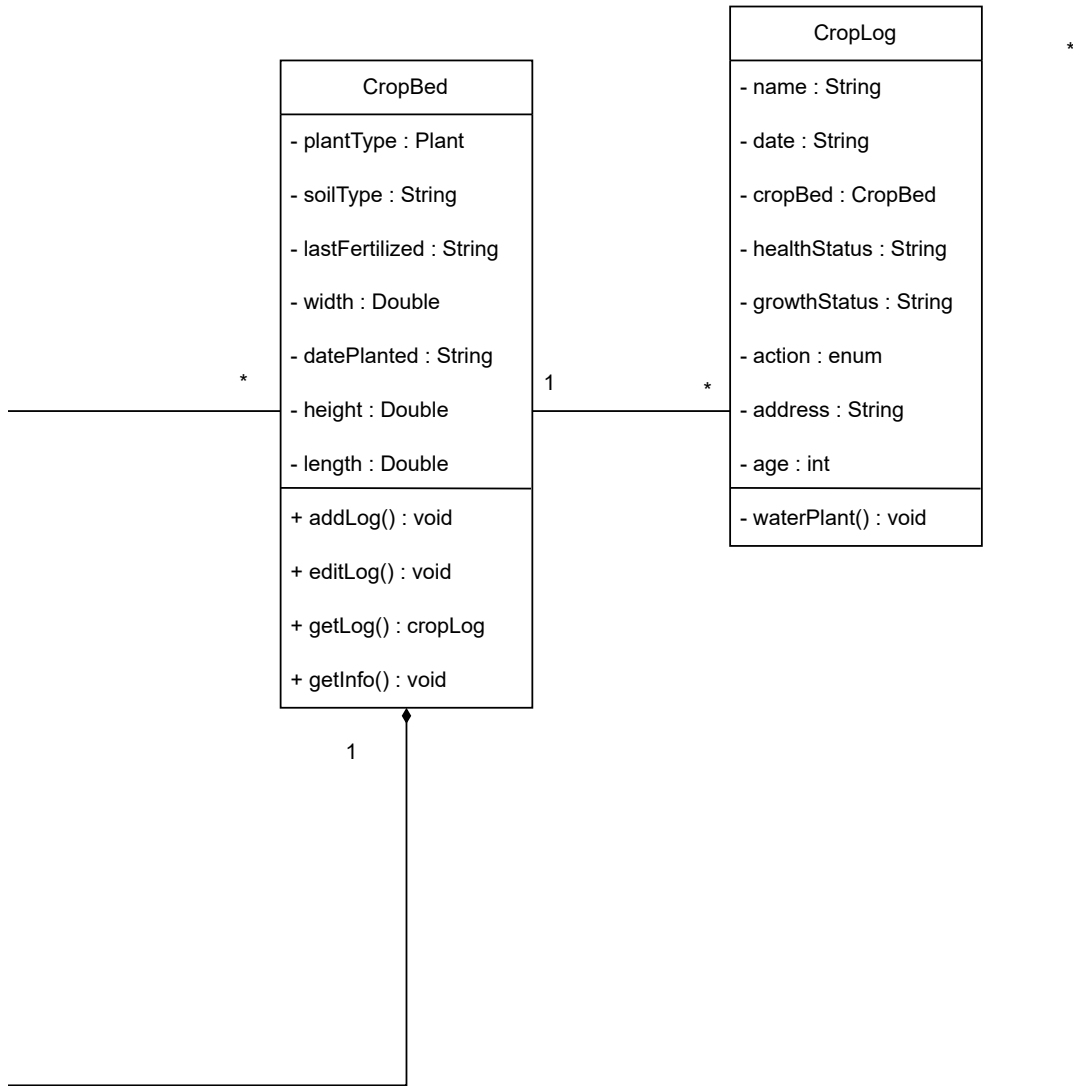 CropBed
- plantType : Plant
- soilType : String
- lastFertilized : String
- width : Double
- datePlanted : String
- height : Double
- length : Double
+ addLog() : void
+ editLog() : void
+ getLog() : cropLog
+ getInfo() : void
*
1
1
*
CropLog
- name : String
- date : String
- cropBed : CropBed
- healthStatus : String
- growthStatus : String
- action : enum
- address : String
- age : int
- waterPlant() : void
*